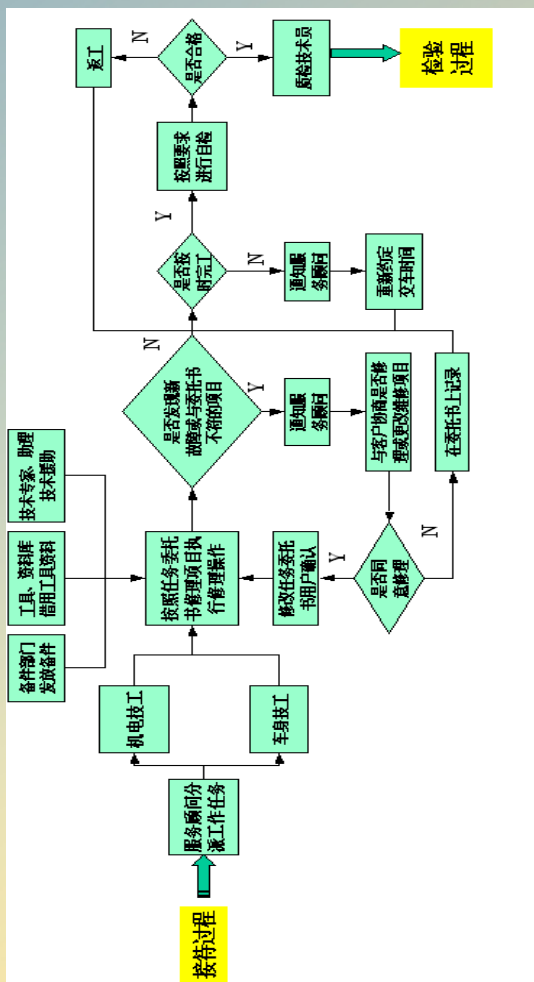 接待过程
服务顾问分
派工作任务
机电技工
车身技工
备件部门
发放备件
工具、资料库
借用工具资料
技术专家、助理
技术援助
按照任务委托
书修理项目执
行修理操作
是否发现新
故障或与委托书
不符的项目
N
Y
通知服
务顾问
与客户协商是否修
理或更改维修项目
是否同
意修理
Y
N
修改任务委托
书用户确认
在委托书上记录
是否按
时完工
Y
N
通知服
务顾问
重新约定
交车时间
按照要求
进行自检
是否合格
N
Y
返工
质检技术员
检验
过程